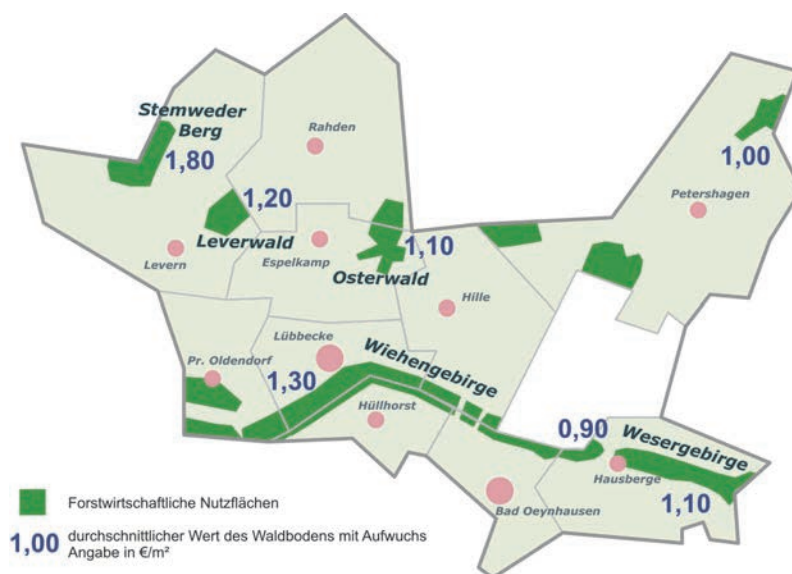 Stemweder
Berg
1,80
Rahden
1,00
1,20
Petershagen
Leverwald
Levern
Espelkamp
1,10
Osterwald
Hille
Lübbecke
Pr. Oldendorf
1,30
Wiehengebirge
Hüllhorst
0,90
Wesergebirge
Hausberge
1,10
Bad Oeynhausen
Forstwirtschaftliche Nutzflächen
1,00 durchschnittlicher Wert des Waldbodens mit Aufwuchs
Angabe in €/m²